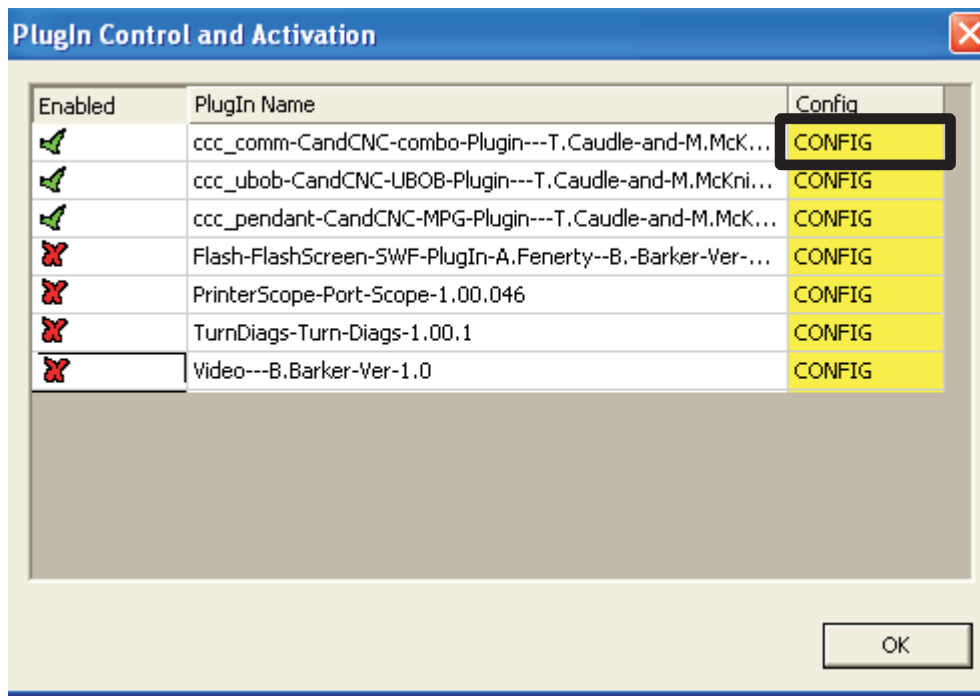 PlugIn Control and Activation
Enabled PlugIn Name Config
ccc_comm-CandCNC-combo-Plugin---T.Caudle-and-M.McK... CONFIG
ccc_ubob-CandCNC-UBOB-Plugin---T.Caudle-and-M.McKni... CONFIG
ccc_pendant-CandCNC-MPG-Plugin---T.Caudle-and-M.McK... CONFIG
Flash-FlashScreen-SWF-PlugIn-A.Fenerty--B.-Barker-Ver-... CONFIG
PrinterScope-Port-Scope-1.00.046 CONFIG
TurnDiags-Turn-Diags-1.00.1 CONFIG
Video---B.Barker-Ver-1.0 CONFIG
OK